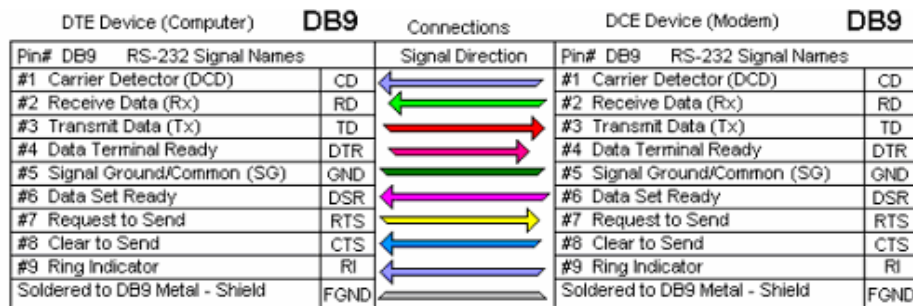 DTE Device (Computer) DB9 Connections DCE Device (Modem) DB9
Pin# DB9 RS-232 Signal Names Signal Direction Pin# DB9 RS-232 Signal Names
#1 Carrier Detector (DCD) CD #1 Carrier Detector (DCD) CD
#2 Receive Data (Rx) RD #2 Receive Data (Rx) RD
#3 Transmit Data (Tx) TD #3 Transmit Data (Tx) TD
#4 Data Terminal Ready DTR #4 Data Terminal Ready DTR
#5 Signal Ground/Common (SG) GND #5 Signal Ground/Common (SG) GND
#6 Data Set Ready DSR #6 Data Set Ready DSR
#7 Request to Send RTS #7 Request to Send RTS
#8 Clear to Send CTS #8 Clear to Send CTS
#9 Ring Indicator RI #9 Ring Indicator RI
Soldered to DB9 Metal - Shield FGND Soldered to DB9 Metal - Shield FGND